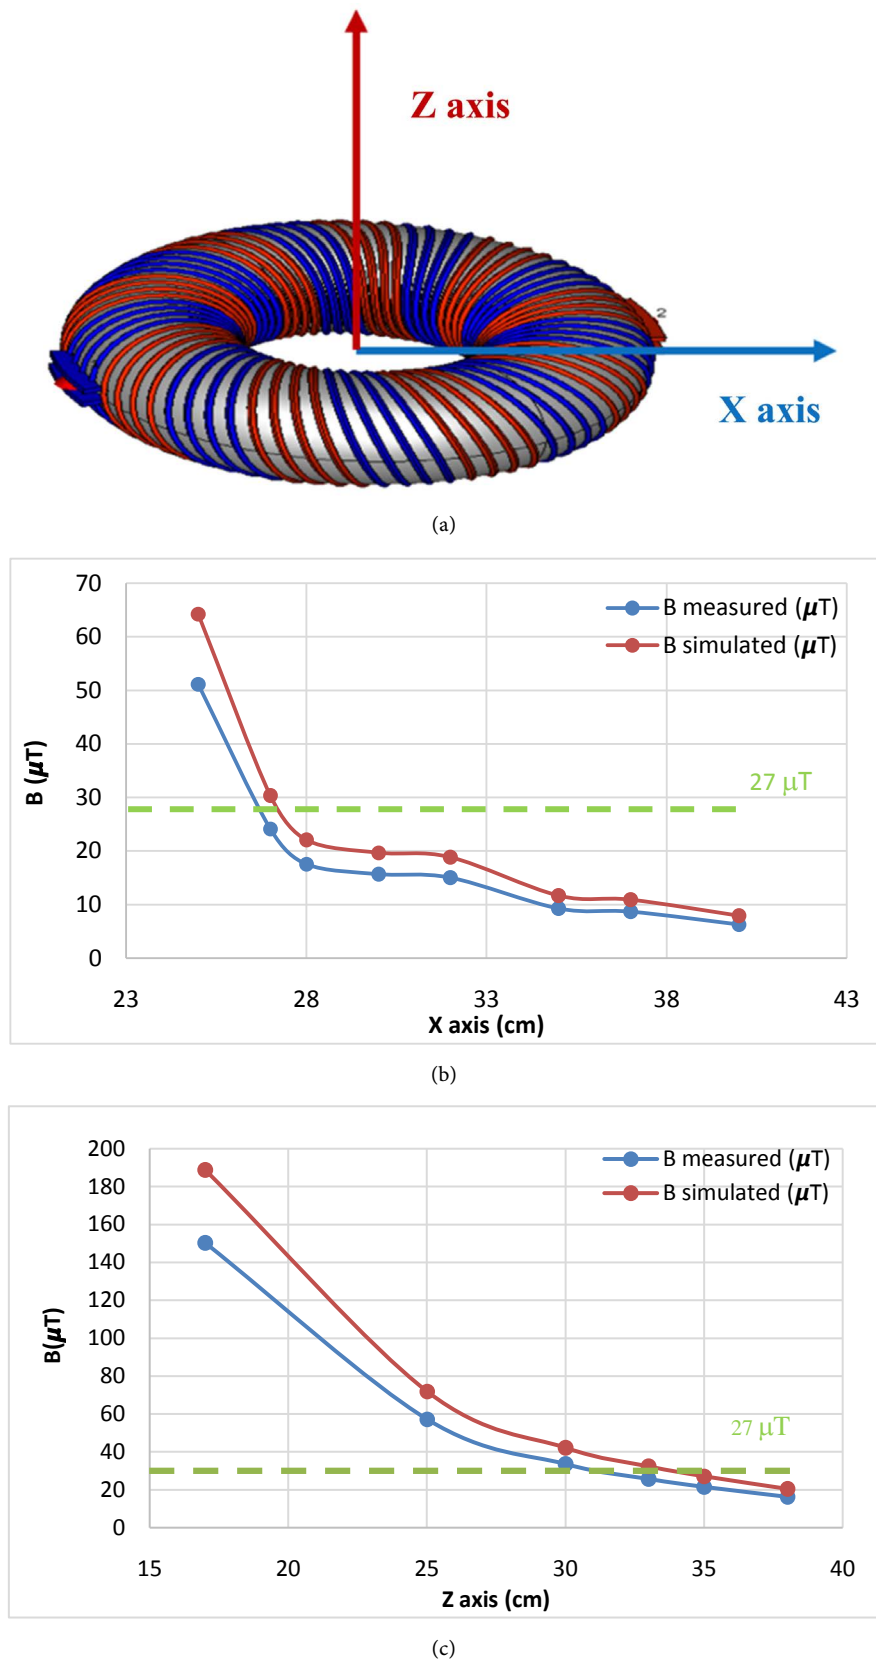 Z axis
2
X axis
(a)
70
60
50
40
30
20
10
0
B (μT)
B measured (μT)
B simulated (μT)
27 μT
23 28 33 38 43
X axis (cm)
(b)
200
180
160
140
120
100
80
60
40
20
0
B(μT)
B measured (μT)
B simulated (μT)
27 μT
15 20 25 30 35 40
Z axis (cm)
(c)